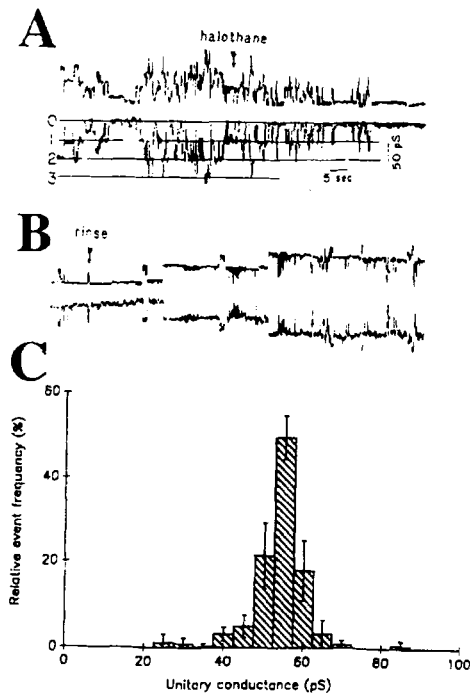 A
halothane
0
1
2
3
50 pS
5 sec
B
rinse
C
Relative event frequency (%)
60
40
20
0
0 20 40 60 80 100
Unitary conductance (pS)